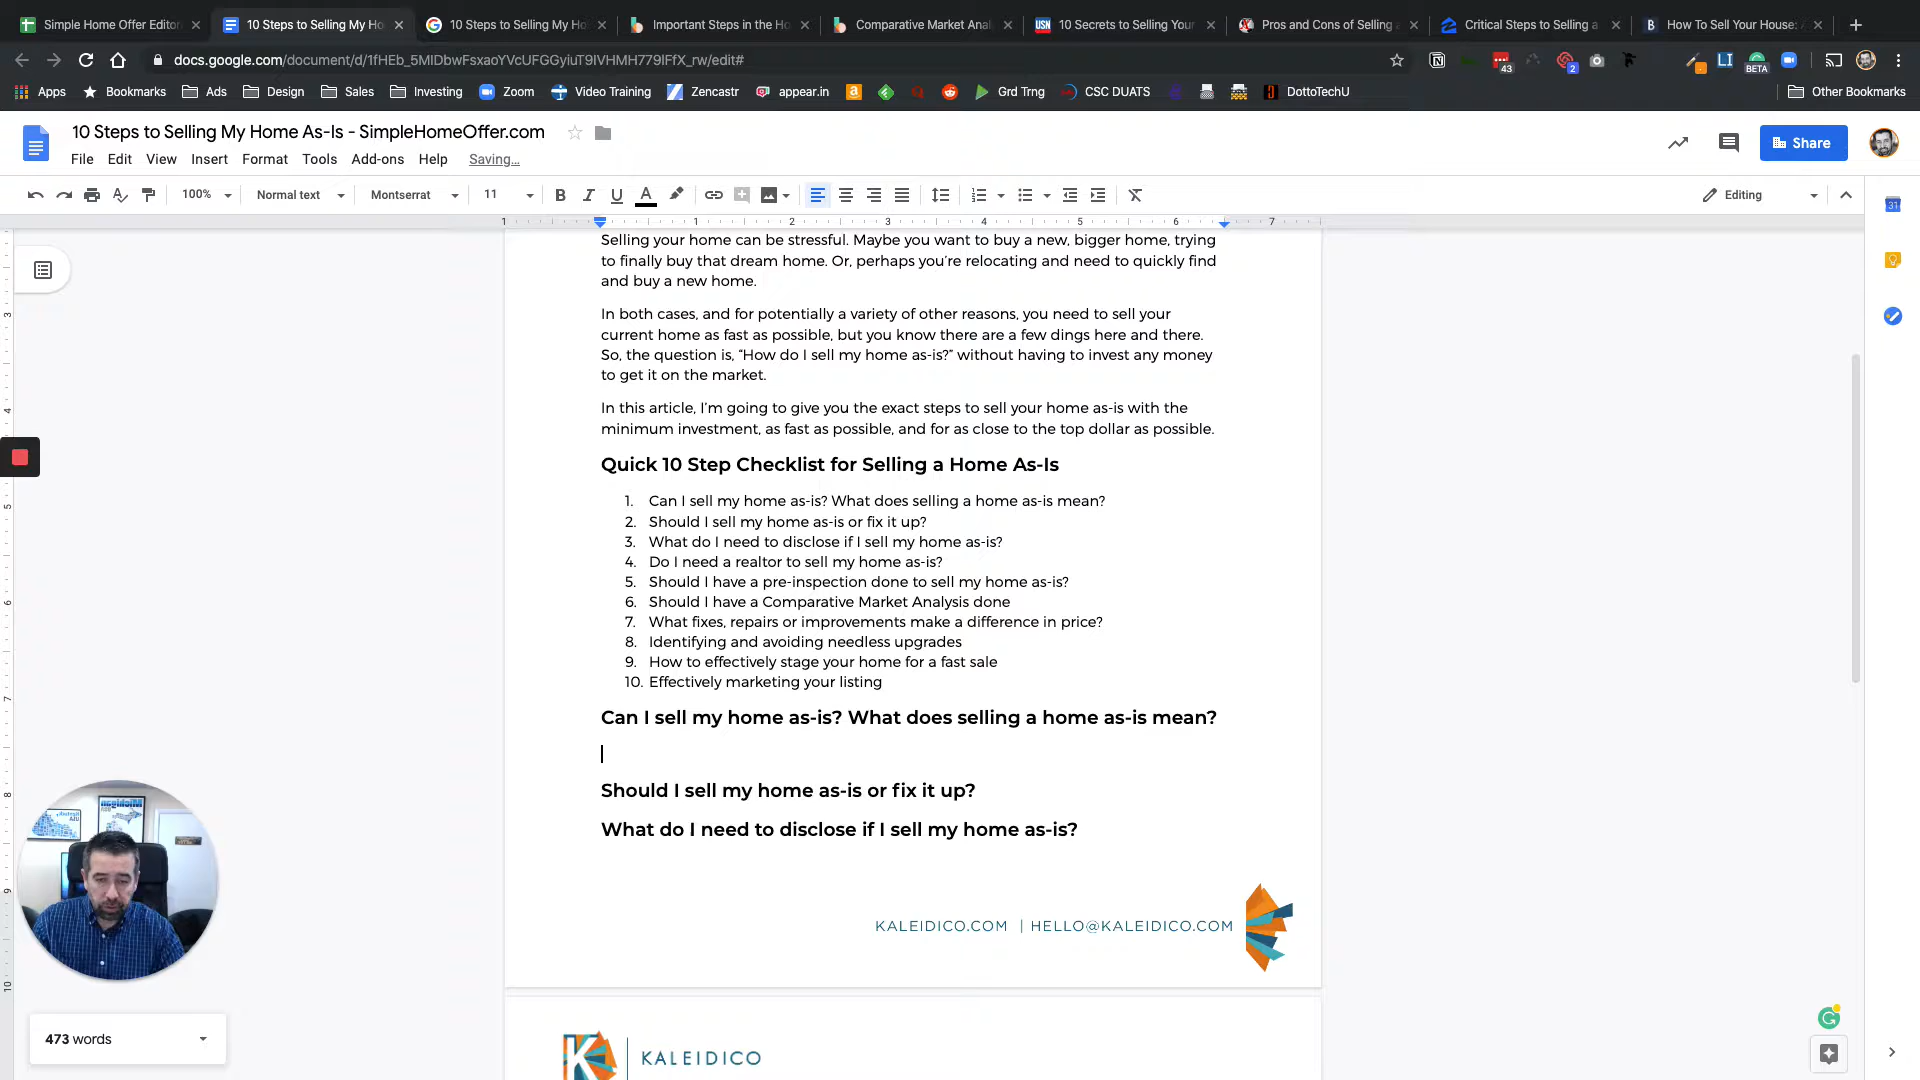 Simple Home Offer Editori
10 Steps to Selling My Ho
10 Steps to Selling My Ho
Important Steps in the Ho
Comparative Market Anal
10 Secrets to Selling Your
Pros and Cons of Selling a
Critical Steps to Selling a
How To Sell Your House:
docs.google.com/document/d/1fHEb_5MlDbwFsxaoYVcUFGGyiuT9IVHMH779lFfX_rw/edit#
43
2
BETA
Apps
Bookmarks
Ads
Design
Sales
Investing
Zoom
Video Training
Zencastr
appear.in
Grd Trng
CSC DUATS
DottoTechU
Other Bookmarks
10 Steps to Selling My Home As-Is - SimpleHomeOffer.com
File Edit View Insert Format Tools Add-ons Help Saving...
Share
100% Normal text Montserrat 11
Editing
1 1 2 3 4 5 6 7
Selling your home can be stressful. Maybe you want to buy a new, bigger home, trying
to finally buy that dream home. Or, perhaps you're relocating and need to quickly find
and buy a new home.
In both cases, and for potentially a variety of other reasons, you need to sell your
current home as fast as possible, but you know there are a few dings here and there.
So, the question is, “How do I sell my home as-is?” without having to invest any money
to get it on the market.
In this article, I'm going to give you the exact steps to sell your home as-is with the
minimum investment, as fast as possible, and for as close to the top dollar as possible.
Quick 10 Step Checklist for Selling a Home As-Is
1. Can I sell my home as-is? What does selling a home as-is mean?
2. Should I sell my home as-is or fix it up?
3. What do I need to disclose if I sell my home as-is?
4. Do I need a realtor to sell my home as-is?
5. Should I have a pre-inspection done to sell my home as-is?
6. Should I have a Comparative Market Analysis done
7. What fixes, repairs or improvements make a difference in price?
8. Identifying and avoiding needless upgrades
9. How to effectively stage your home for a fast sale
10. Effectively marketing your listing
Can I sell my home as-is? What does selling a home as-is mean?
Should I sell my home as-is or fix it up?
What do I need to disclose if I sell my home as-is?
KALEIDICO.COM | HELLO@KALEIDICO.COM
473 words
K KALEIDICO